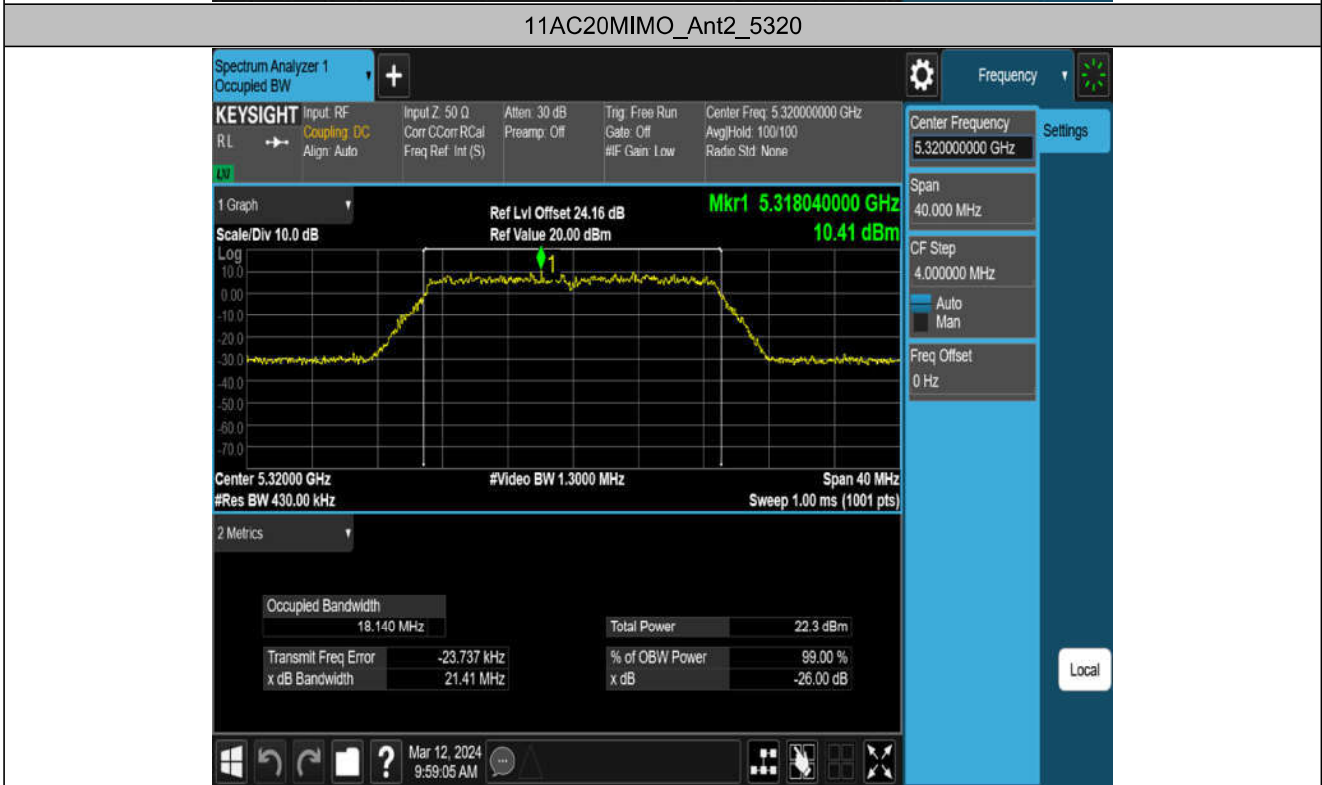 11AC20MIMO_Ant2_5320
Spectrum Analyzer 1
Occupied BW
+
Frequency
KEYSIGHT
RL
LXI
Input: RF
Coupling: DC
Align: Auto
Input Z: 50 Ω
Corr CCorr RCal
Freq Ref: Int (S)
Atten: 30 dB
Preamp: Off
Trig: Free Run
Gate: Off
#IF Gain: Low
Center Freq: 5.320000000 GHz
Avg|Hold: 100/100
Radio Std: None
Center Frequency
5.320000000 GHz
Settings
Span
40.000 MHz
CF Step
4.000000 MHz
Auto
Man
Freq Offset
0 Hz
Local
1 Graph
Scale/Div 10.0 dB
Ref Lvl Offset 24.16 dB
Ref Value 20.00 dBm
Mkr1 5.318040000 GHz
10.41 dBm
Log
10.0
0.00
-10.0
-20.0
-30.0
-40.0
-50.0
-60.0
-70.0
1
Center 5.32000 GHz
#Video BW 1.3000 MHz
Span 40 MHz
#Res BW 430.00 kHz
Sweep 1.00 ms (1001 pts)
2 Metrics
Occupied Bandwidth
18.140 MHz
Total Power 22.3 dBm
Transmit Freq Error -23.737 kHz
% of OBW Power 99.00 %
x dB Bandwidth 21.41 MHz
x dB -26.00 dB
?
Mar 12, 2024
9:59:05 AM